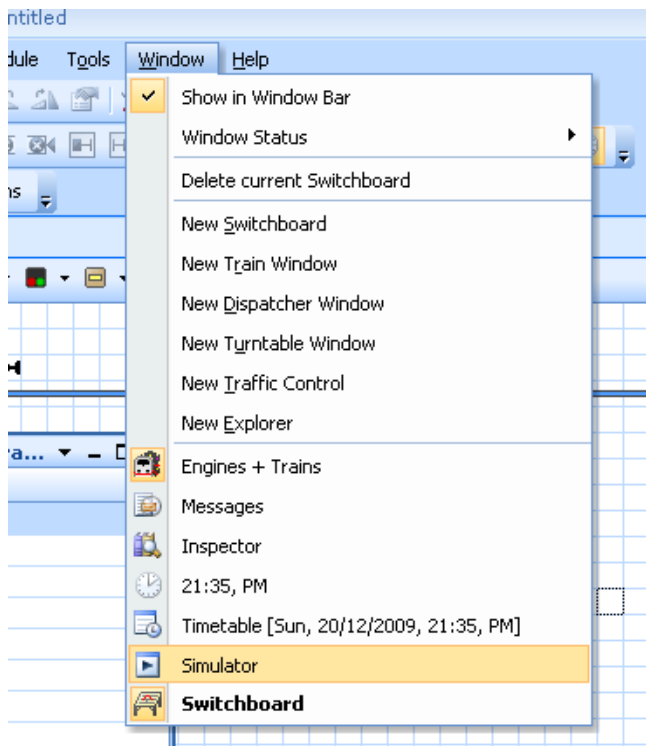 ntitled
dule Tools Window Help
Show in Window Bar
Window Status
ns
Delete current Switchboard
New Switchboard
New Train Window
New Dispatcher Window
New Turntable Window
New Traffic Control
New Explorer
a...
Engines + Trains
Messages
Inspector
21:35, PM
Timetable [Sun, 20/12/2009, 21:35, PM]
Simulator
Switchboard